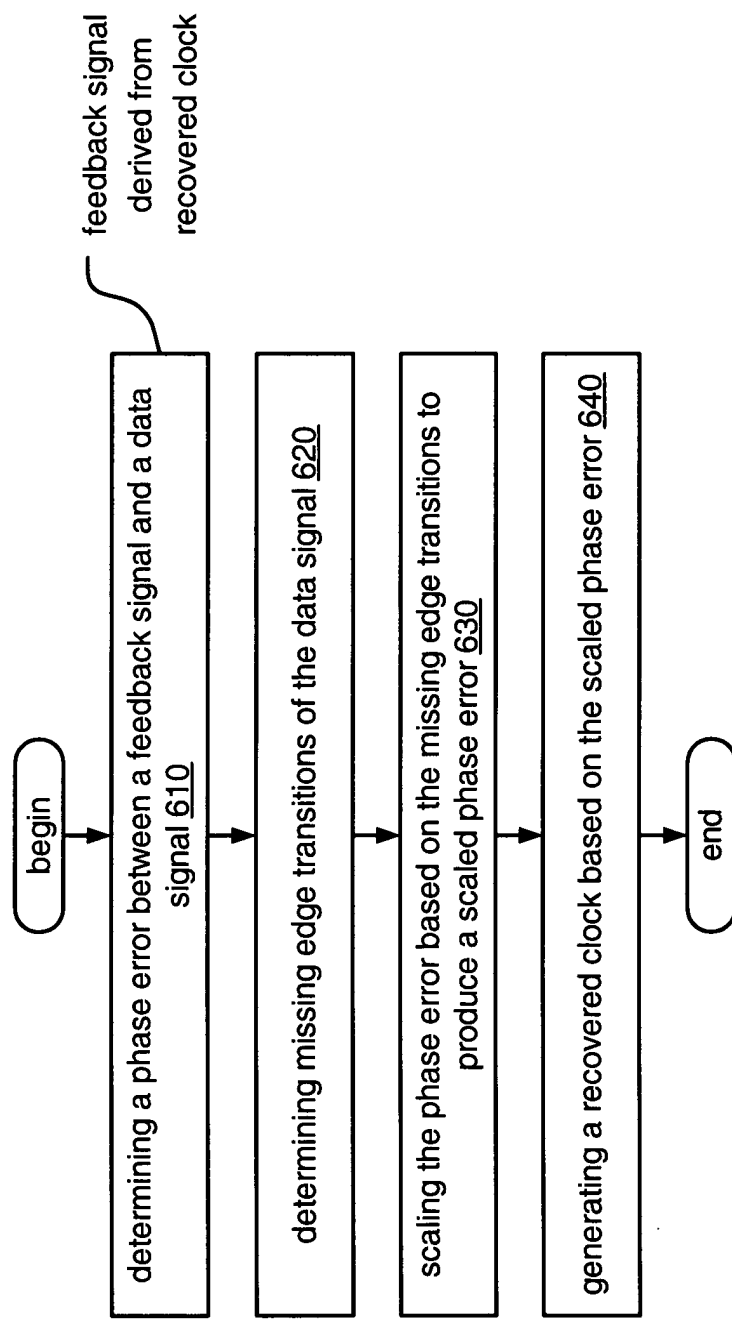 begin
determining a phase error between a feedback signal and a data
signal 610
feedback signal
derived from
recovered clock
determining missing edge transitions of the data signal 620
scaling the phase error based on the missing edge transitions to
produce a scaled phase error 630
generating a recovered clock based on the scaled phase error 640
end